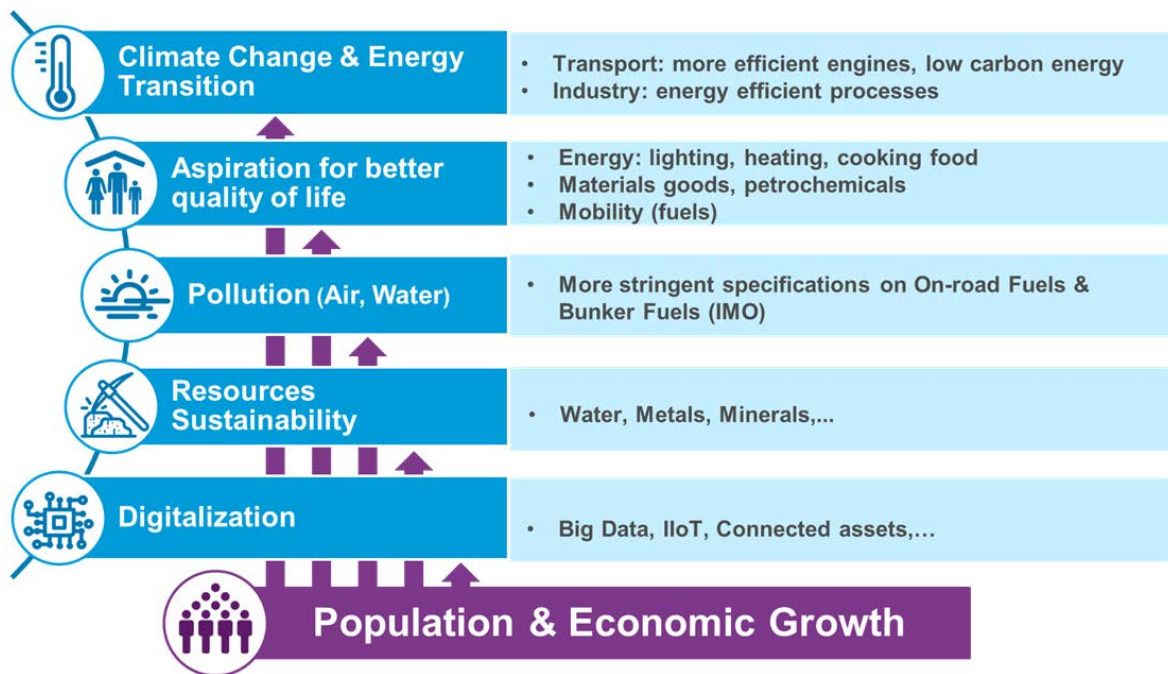 Climate Change & Energy
Transition
• Transport: more efficient engines, low carbon energy
• Industry: energy efficient processes
Aspiration for better
quality of life
• Energy: lighting, heating, cooking food
• Materials goods, petrochemicals
• Mobility (fuels)
Pollution (Air, Water)
• More stringent specifications on On-road Fuels &
Bunker Fuels (IMO)
Resources
Sustainability
• Water, Metals, Minerals,...
Digitalization
• Big Data, IIoT, Connected assets,...
Population & Economic Growth